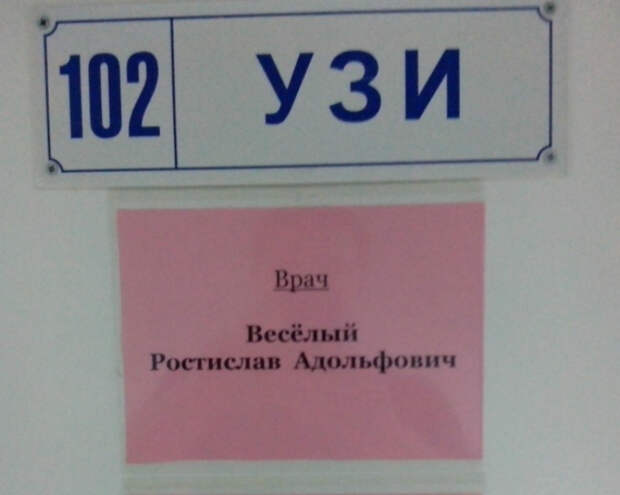 102 УЗИ
Врач
Весёлый
Ростислав Адольфович